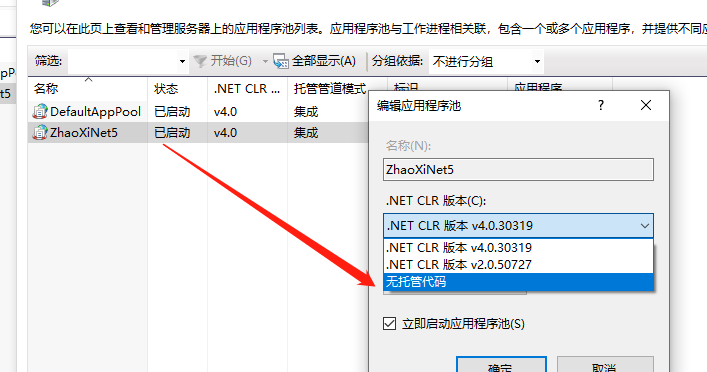 您可以在此页上查看和管理服务器上的应用程序池列表。应用程序池与工作进程相关联，包含一个或多个应用程序，并提供不同应
筛选: 开始(G) 全部显示(A) 分组依据: 不进行分组
名称 状态 .NET CLR ... 托管管道模式 标识 应用程序
DefaultAppPool 已启动 v4.0 集成
ZhaoXiNet5 已启动 v4.0 集成
编辑应用程序池 ? ×
名称(N):
ZhaoXiNet5
.NET CLR 版本(C):
.NET CLR 版本 v4.0.30319
.NET CLR 版本 v4.0.30319
.NET CLR 版本 v2.0.50727
无托管代码
立即启动应用程序池(S)
确定 取消